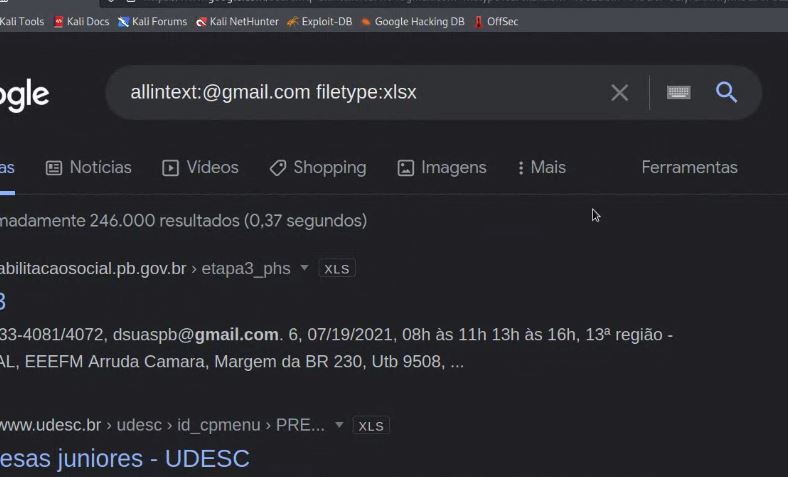 Kali Tools Kali Docs Kali Forums Kali NetHunter Exploit-DB Google Hacking DB OffSec
ogle
allintext:@gmail.com filetype:xlsx
as Notícias Vídeos Shopping Imagens Mais Ferramentas
madamente 246.000 resultados (0,37 segundos)
abilitacaosocial.pb.gov.br › etapa3_phs XLS
3
33-4081/4072, dsuaspb@gmail.com. 6, 07/19/2021, 08h às 11h 13h às 16h, 13ª região -
AL, EEEFM Arruda Camara, Margem da BR 230, Utb 9508, ...
www.udesc.br › udesc › id_cpmenu › PRE... XLS
esas juniores - UDESC